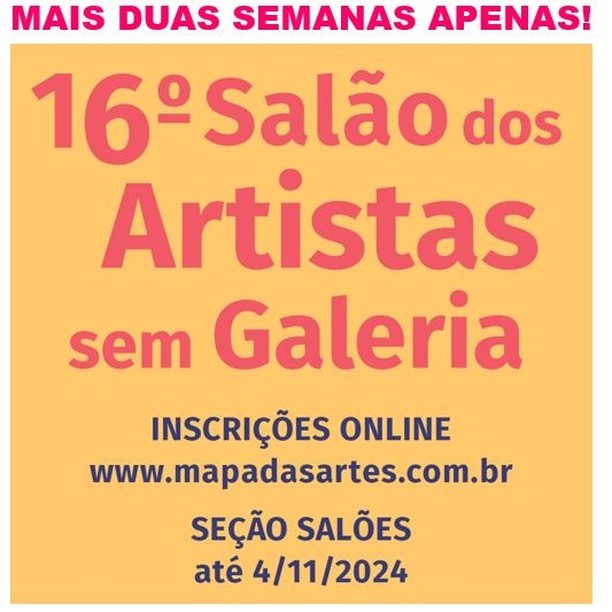 MAIS DUAS SEMANAS APENAS!
16º Salão dos
Artistas
sem Galeria
INSCRIÇÕES ONLINE
www.mapadasartes.com.br
SEÇÃO SALÕES
até 4/11/2024